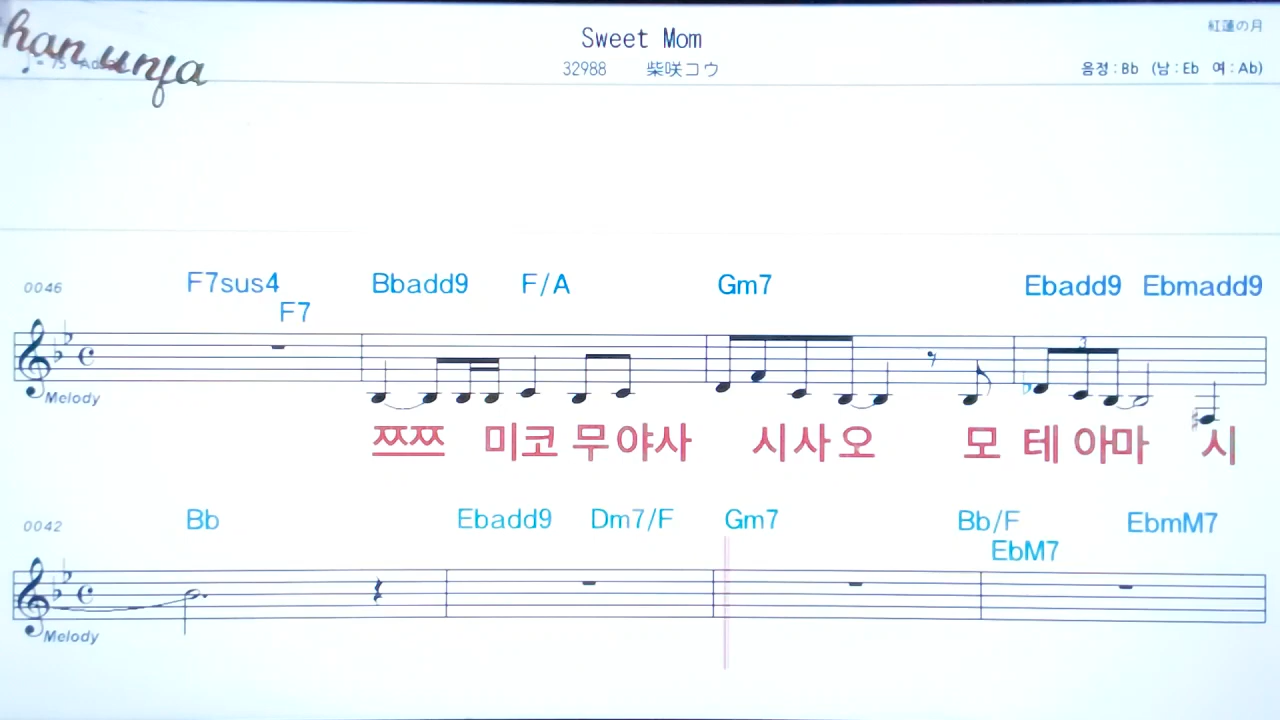 han unja
Sweet Mom
紅蓮の月
32988 柴咲コウ
음정 : Bb (남 : Eb 여 : Ab)
0046 F7sus4 Bbadd9 F/A Gm7 Ebadd9 Ebmadd9
F7
3
Melody
쯔쯔 미코 무야사 시사오 모 테 아마 시
0042 Bb Ebadd9 Dm7/F Gm7 Bb/F EbmM7
EbM7
Melody